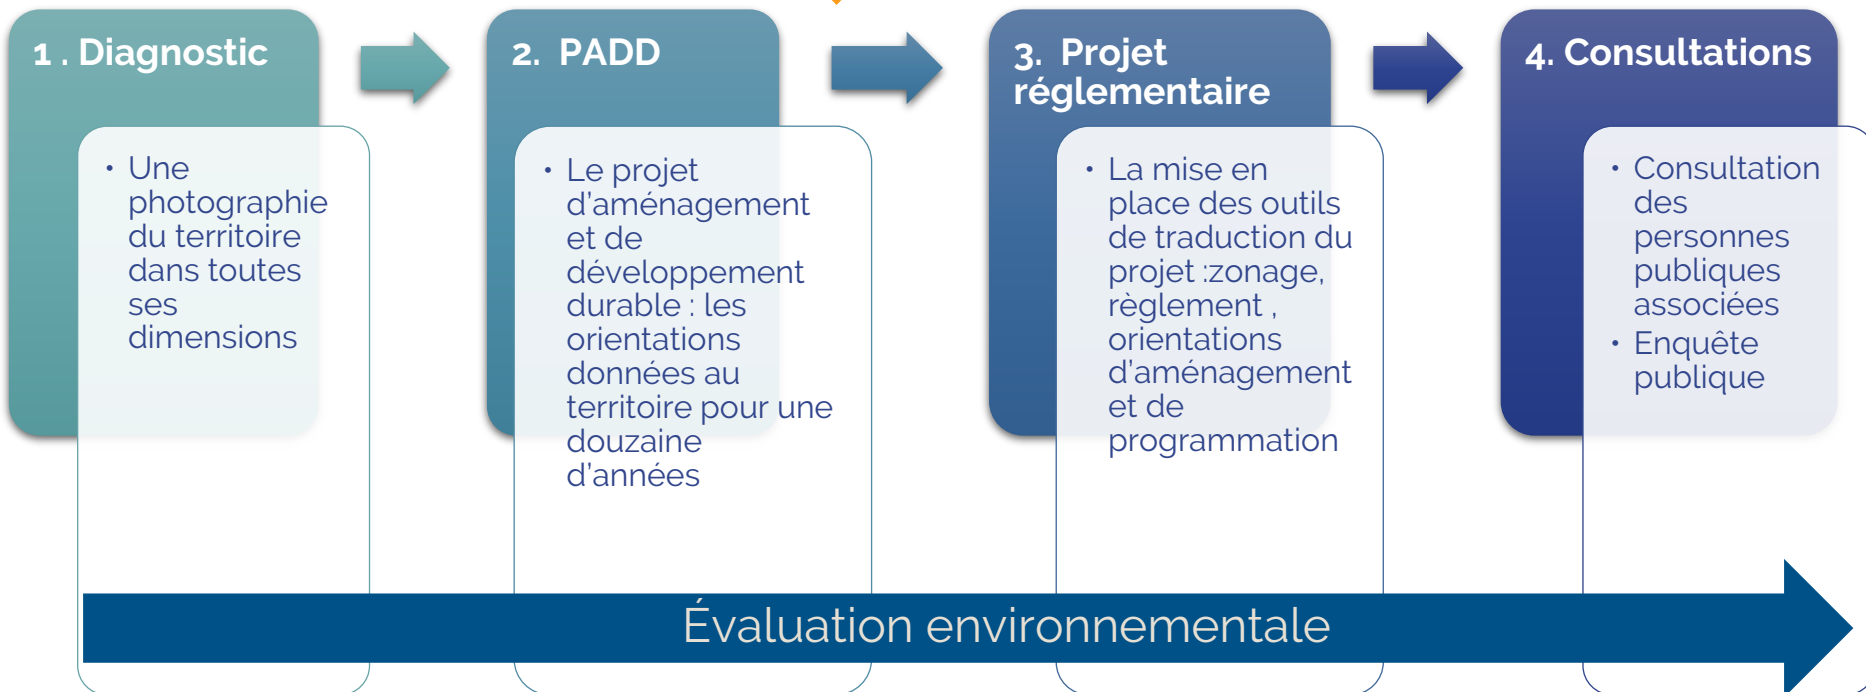 1 . Diagnostic
• Une
photographie
du territoire
dans toutes
ses
dimensions
2. PADD
• Le projet
d'aménagement
et de
développement
durable : les
orientations
données au
territoire pour une
douzaine
d'années
3. Projet
réglementaire
• La mise en
place des outils
de traduction du
projet :zonage,
règlement ,
orientations
d'aménagement
et de
programmation
4. Consultations
• Consultation
des
personnes
publiques
associées
• Enquête
publique
Évaluation environnementale